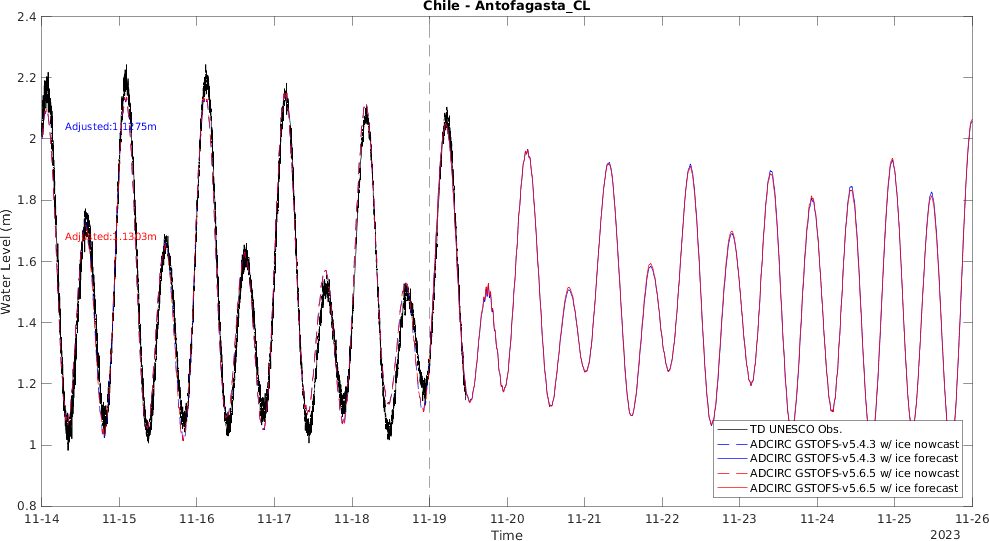 Chile - Antofagasta_CL
2.4
2.2
2
1.8
1.6
1.4
1.2
1
0.8
Water Level (m)
Adjusted:1.1275m
Adjusted:1.1303m
TD UNESCO Obs.
ADCIRC GSTOFS-v5.4.3 w/ ice nowcast
ADCIRC GSTOFS-v5.4.3 w/ ice forecast
ADCIRC GSTOFS-v5.6.5 w/ ice nowcast
ADCIRC GSTOFS-v5.6.5 w/ ice forecast
11-14 11-15 11-16 11-17 11-18 11-19 11-20 11-21 11-22 11-23 11-24 11-25 11-26
Time
2023